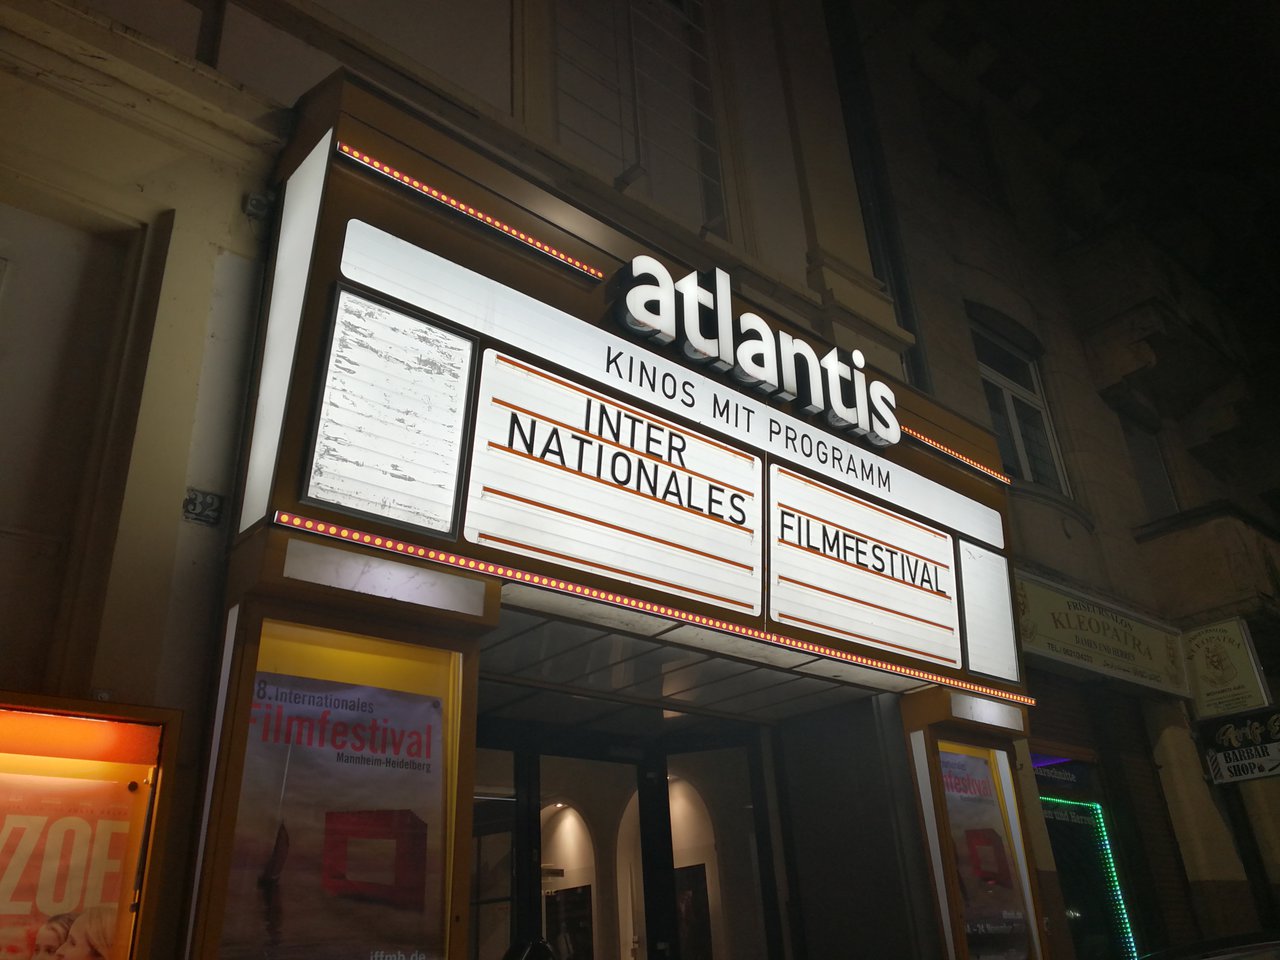 atlantis
KINOS MIT PROGRAMM
INTER
NATIONALES
FILMFESTIVAL
32
8. Internationales
Filmfestival
Mannheim-Heidelberg
iffmh.de
ZOE
FRISEURSALON
KLEOPATRA
DAMEN UND HERREN
BARBAR
SHOP